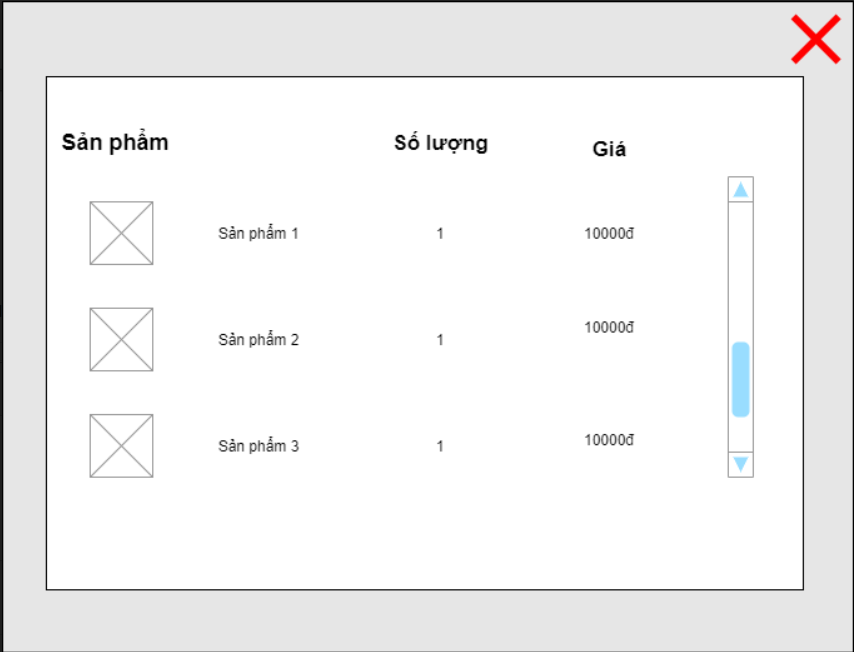 Sản phẩm Số lượng Giá
Sản phẩm 1 1 10000đ
Sản phẩm 2 1 10000đ
Sản phẩm 3 1 10000đ